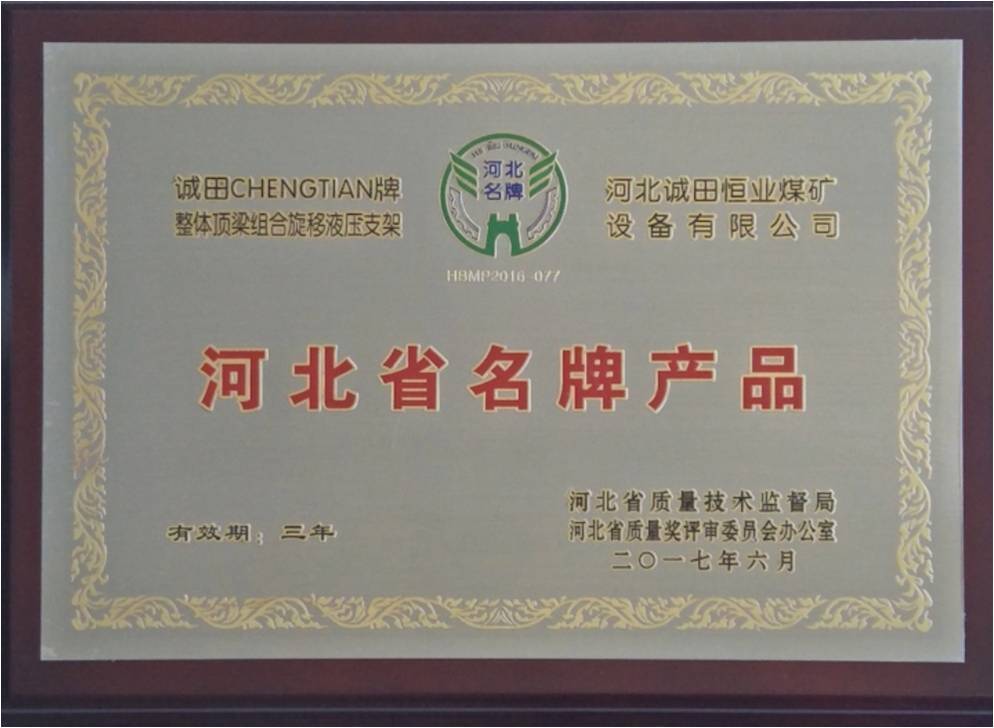 诚田CHENGTIAN牌
整体顶梁组合旋移液压支架
河北
名牌
HBMP2016-077
河北诚田恒业煤矿
设备有限公司
河北省名牌产品
有效期：三年
河北省质量技术监督局
河北省质量奖评审委员会办公室
二〇一七年六月